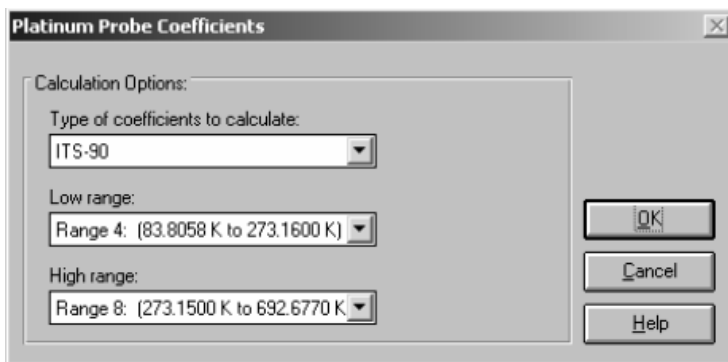 Platinum Probe Coefficients
Calculation Options:
Type of coefficients to calculate:
ITS-90
Low range:
Range 4: (83.8058 K to 273.1600 K)
High range:
Range 8: (273.1500 K to 692.6770 K
OK
Cancel
Help